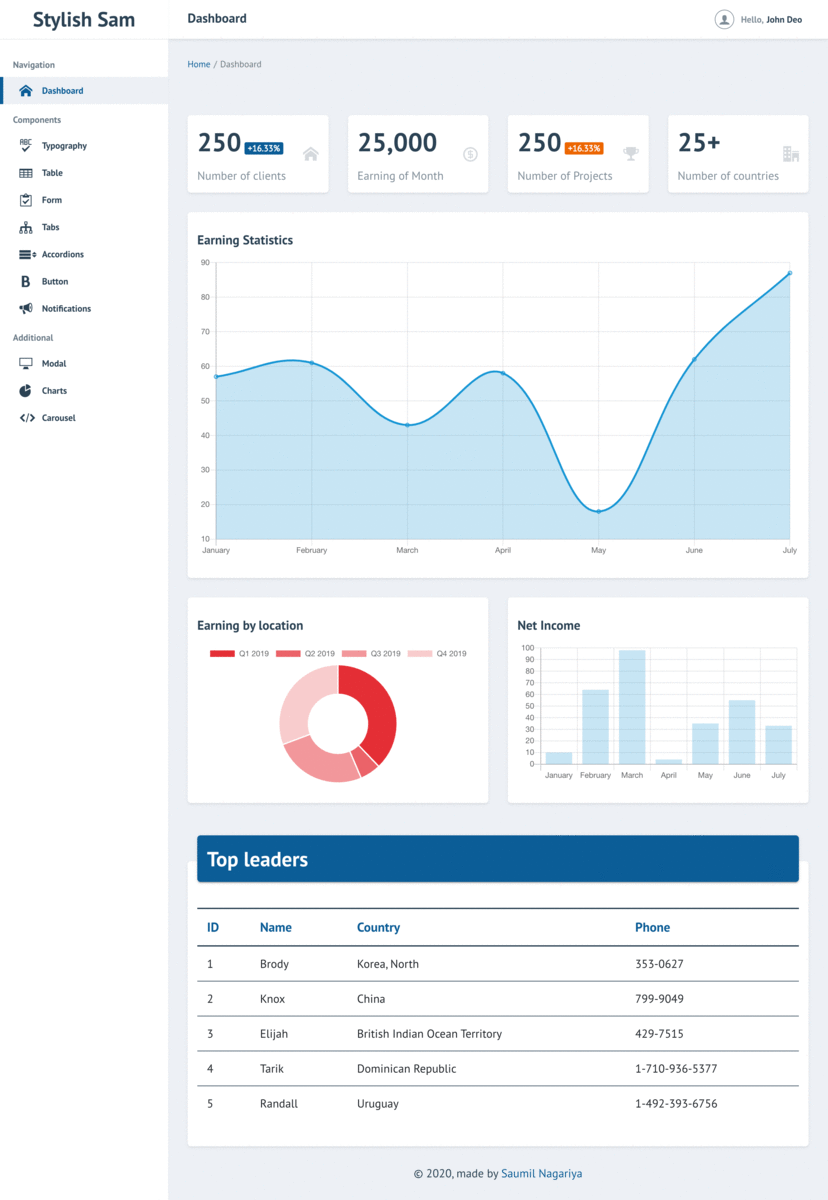 Stylish Sam
Dashboard
Hello, John Deo
Navigation
Dashboard
Components
ABC Typography
Table
Form
Tabs
Accordions
B Button
Notifications
Additional
Modal
Charts
</> Carousel
Home / Dashboard
250 +16.33%
Number of clients
25,000
Earning of Month
250 +16.33%
Number of Projects
25+
Number of countries
Earning Statistics
90
80
70
60
50
40
30
20
10
January February March April May June July
Earning by location
Q1 2019 Q2 2019 Q3 2019 Q4 2019
Net Income
100
90
80
70
60
50
40
30
20
10
0
January February March April May June July
Top leaders
ID Name Country Phone
1 Brody Korea, North 353-0627
2 Knox China 799-9049
3 Elijah British Indian Ocean Territory 429-7515
4 Tarik Dominican Republic 1-710-936-5377
5 Randall Uruguay 1-492-393-6756
© 2020, made by Saumil Nagariya